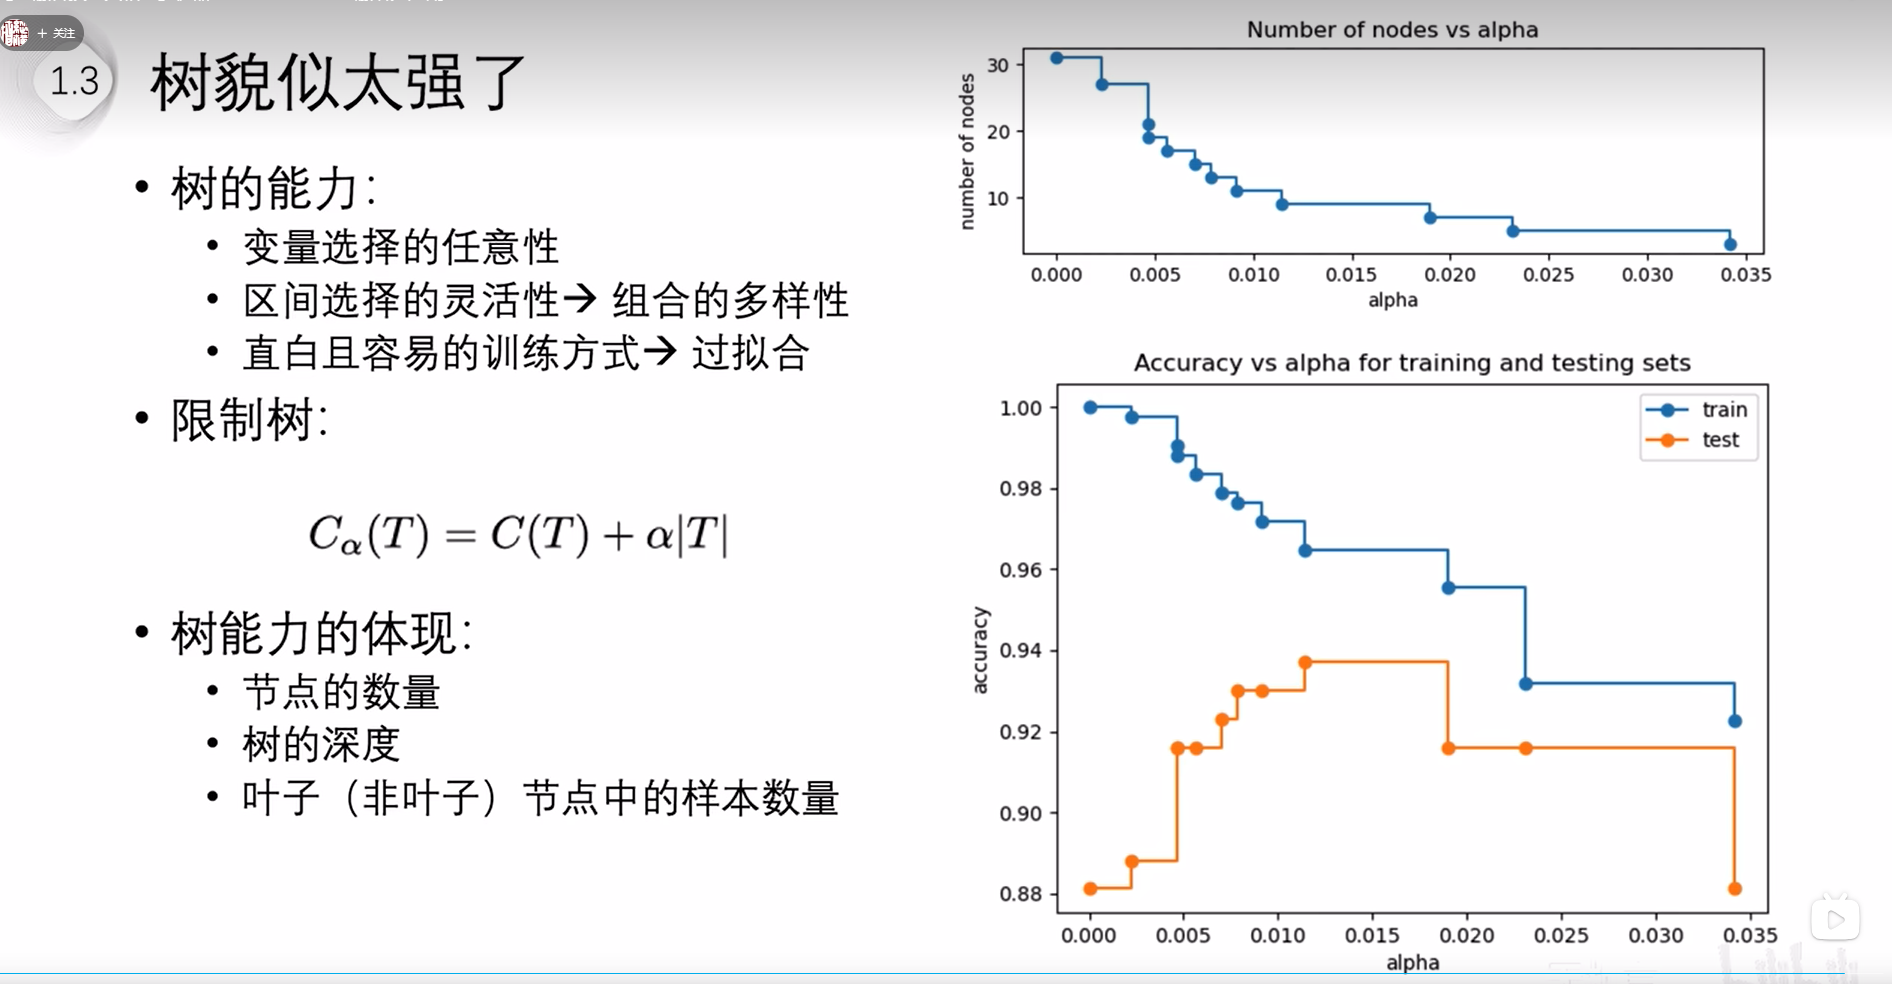 + 关注
1.3
树貌似太强了
• 树的能力：
• 变量选择的任意性
• 区间选择的灵活性→ 组合的多样性
• 直白且容易的训练方式→ 过拟合
• 限制树：
Cα(T) = C(T) + α|T|
• 树能力的体现：
• 节点的数量
• 树的深度
• 叶子（非叶子）节点中的样本数量
Number of nodes vs alpha
number of nodes
30
20
10
0.000 0.005 0.010 0.015 0.020 0.025 0.030 0.035
alpha
Accuracy vs alpha for training and testing sets
train
test
accuracy
1.00
0.98
0.96
0.94
0.92
0.90
0.88
0.000 0.005 0.010 0.015 0.020 0.025 0.030 0.035
alpha